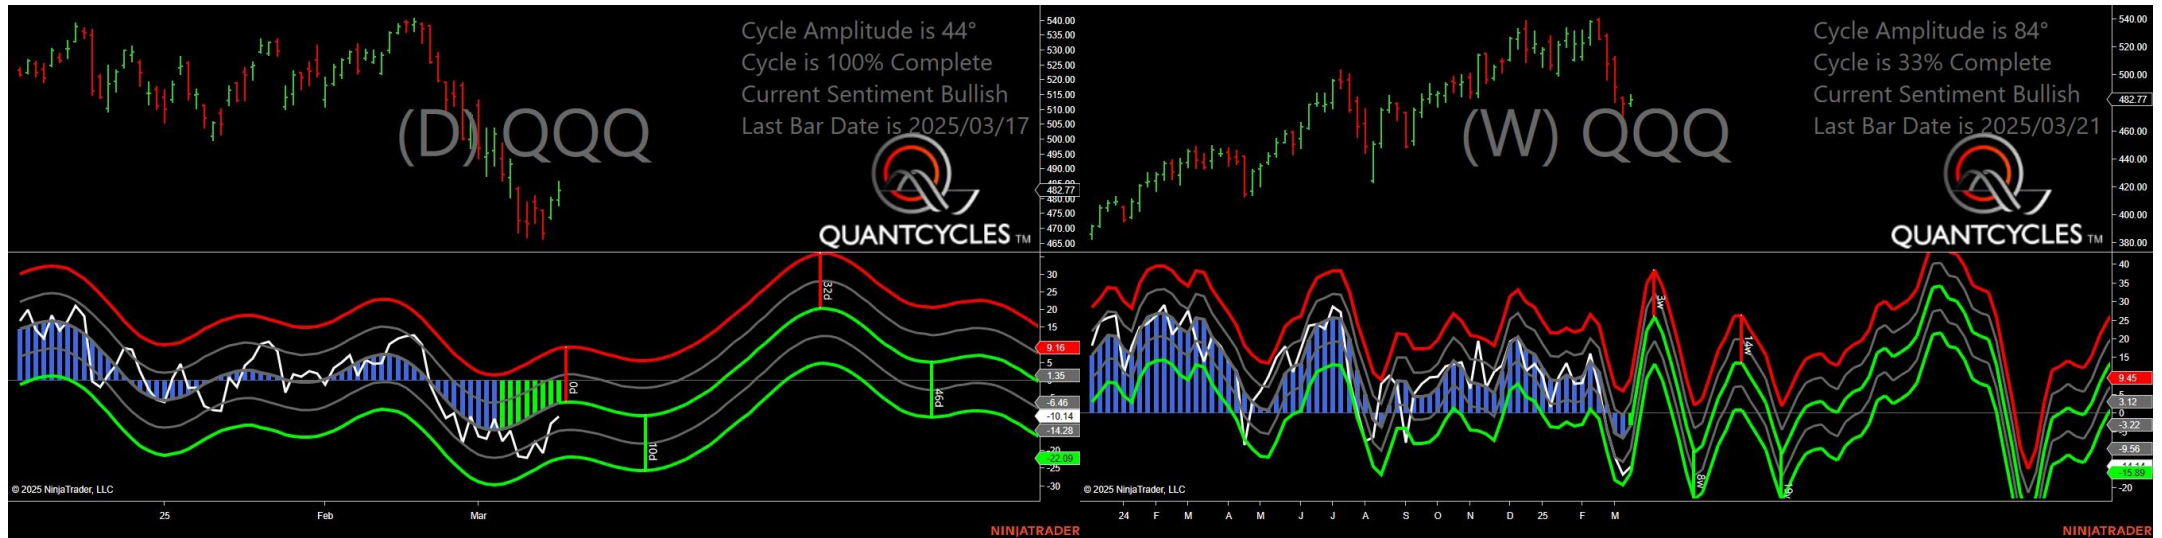 Cycle Amplitude is 44°
Cycle is 100% Complete
Current Sentiment Bullish
Last Bar Date is 2025/03/17
(D) QQQ
QUANTCYCLES TM
540.00
535.00
530.00
525.00
520.00
515.00
510.00
505.00
500.00
495.00
490.00
485.00
482.77
480.00
475.00
470.00
465.00
32d
0d
10d
46d
30
25
20
15
5
9.16
1.35
-6.46
-10.14
-14.28
-20
-22.09
-25
-30
© 2025 NinjaTrader, LLC
25
Feb
Mar
NINJATRADER
Cycle Amplitude is 84°
Cycle is 33% Complete
Current Sentiment Bullish
Last Bar Date is 2025/03/21
(W) QQQ
QUANTCYCLES TM
540.00
520.00
500.00
482.77
460.00
440.00
420.00
400.00
380.00
3w
14w
8w
40
35
30
25
20
15
9.45
3.12
0
-3.22
-9.56
-15.89
-20
© 2025 NinjaTrader, LLC
24
F
M
A
M
J
J
A
S
O
N
D
25
F
M
NINJATRADER